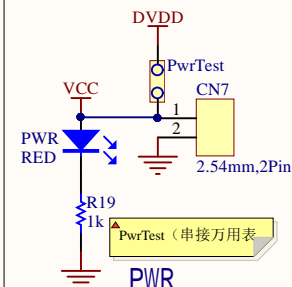 DVDD
PwrTest
VCC
CN7
1
2
PWR
RED
2.54mm,2Pin
R19
1k
PwrTest（串接万用表
PWR